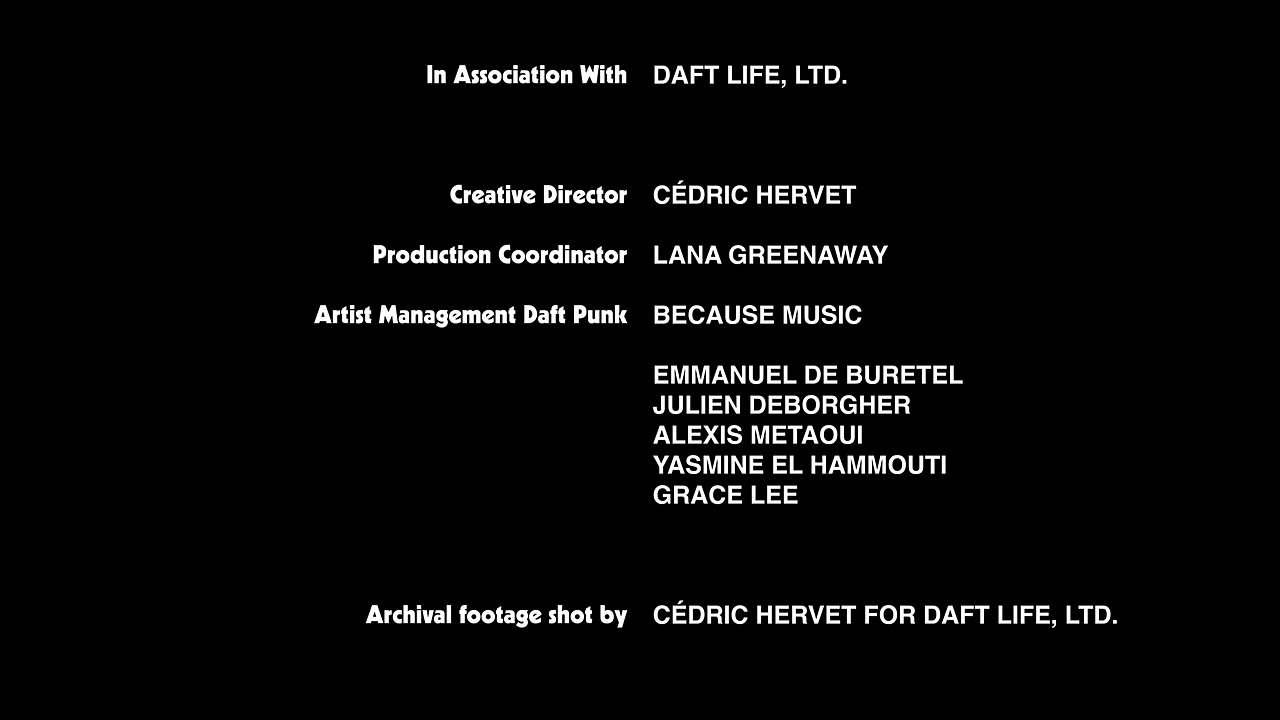 In Association With DAFT LIFE, LTD.
Creative Director CÉDRIC HERVET
Production Coordinator LANA GREENAWAY
Artist Management Daft Punk BECAUSE MUSIC
EMMANUEL DE BURETEL
JULIEN DEBORGHER
ALEXIS METAOUI
YASMINE EL HAMMOUTI
GRACE LEE
Archival footage shot by CÉDRIC HERVET FOR DAFT LIFE, LTD.